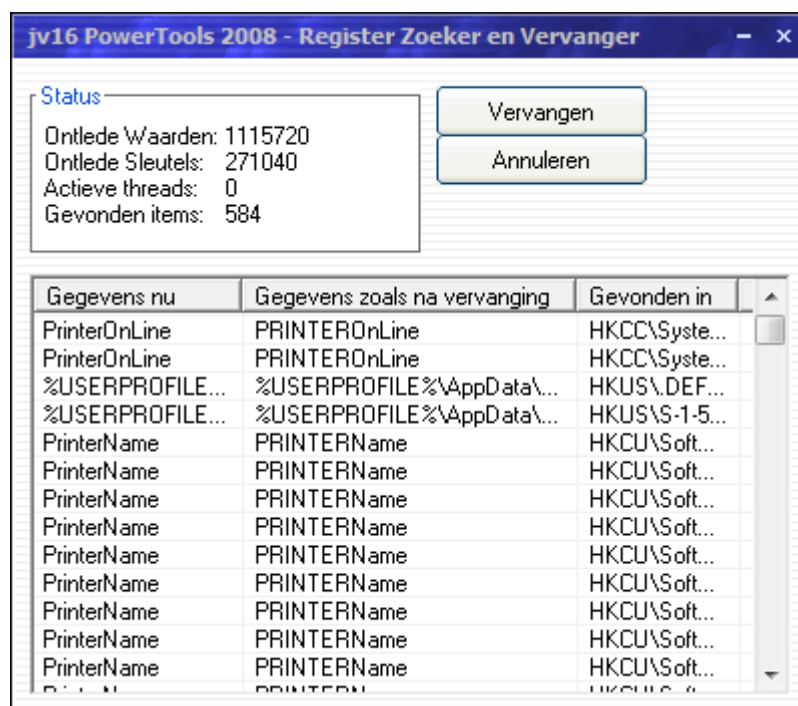 jv16 PowerTools 2008 - Register Zoeker en Vervanger
Status
Ontlede Waarden: 1115720
Ontlede Sleutels: 271040
Actieve threads: 0
Gevonden items: 584
Vervangen
Annuleren
Gegevens nu Gegevens zoals na vervanging Gevonden in
PrinterOnLine PRINTEROnLine HKCC\Syste...
PrinterOnLine PRINTEROnLine HKCC\Syste...
%USERPROFILE... %USERPROFILE%\AppData\... HKUS\.DEF...
%USERPROFILE... %USERPROFILE%\AppData\... HKUS\S-1-5...
PrinterName PRINTERName HKCU\Soft...
PrinterName PRINTERName HKCU\Soft...
PrinterName PRINTERName HKCU\Soft...
PrinterName PRINTERName HKCU\Soft...
PrinterName PRINTERName HKCU\Soft...
PrinterName PRINTERName HKCU\Soft...
PrinterName PRINTERName HKCU\Soft...
PrinterName PRINTERName HKCU\Soft...
PrinterName PRINTERName HKCU\Soft...